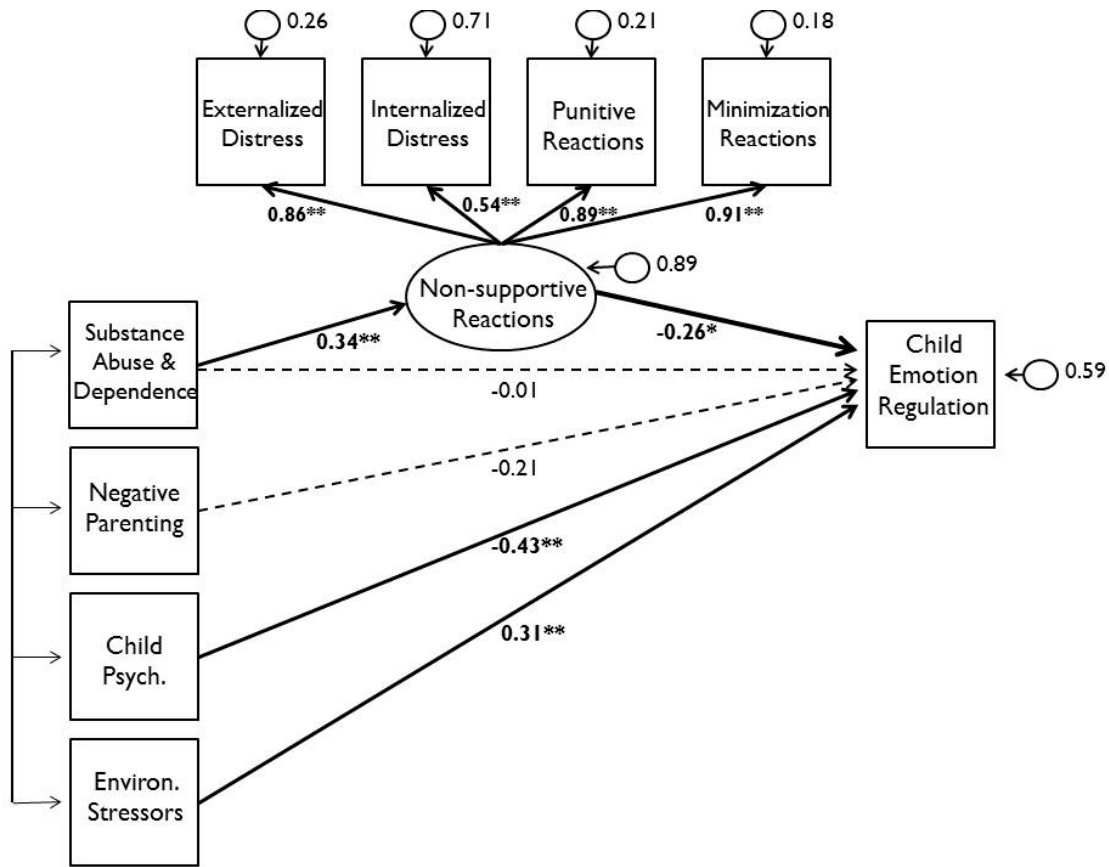 0.26
0.71
0.21
0.18
Externalized
Distress
Internalized
Distress
Punitive
Reactions
Minimization
Reactions
0.86**
0.54**
0.89**
0.91**
Non-supportive
Reactions
0.89
Substance
Abuse &
Dependence
0.34**
-0.26*
-0.01
Child
Emotion
Regulation
0.59
Negative
Parenting
-0.21
-0.43**
Child
Psych.
0.31**
Environ.
Stressors